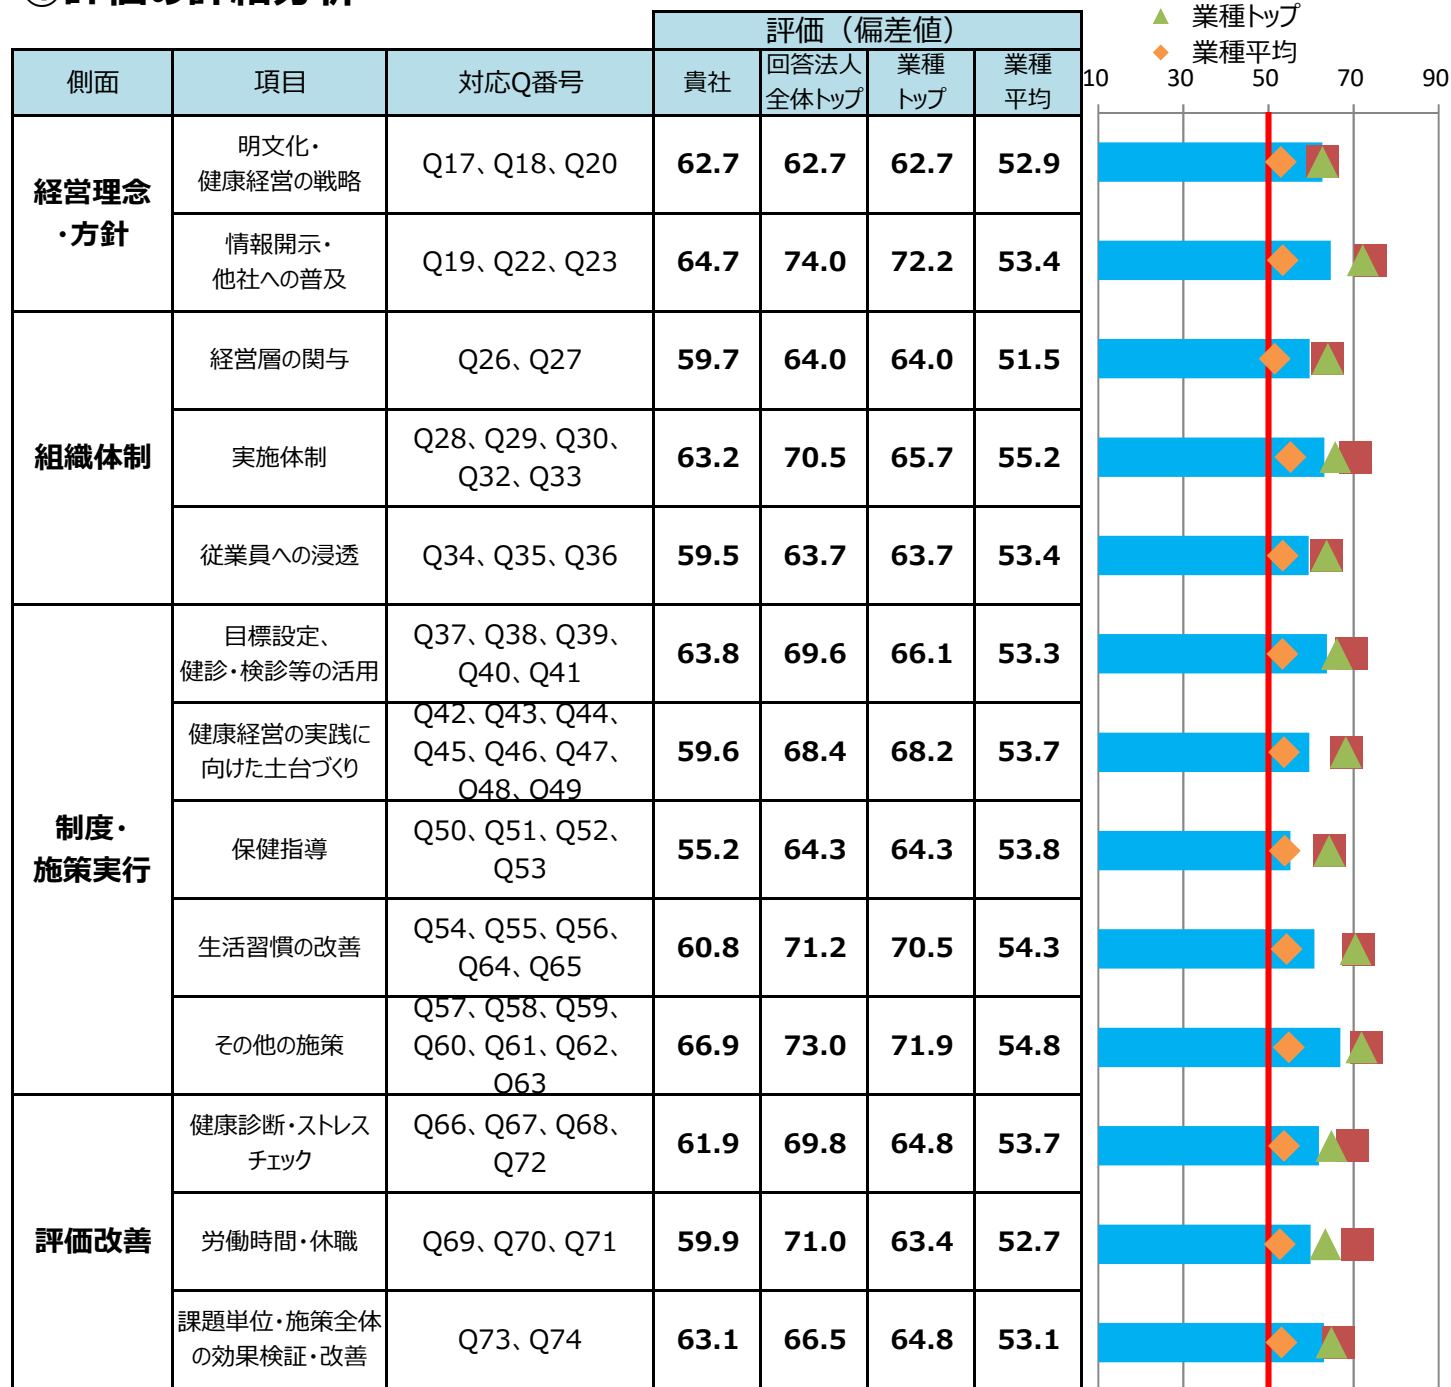 評価（偏差値）
側面 項目 対応Q番号 貴社 回答法人 業種 業種
全体トップ トップ 平均
▲ 業種トップ
◆ 業種平均
10 30 50 70 90
経営理念
・方針
明文化・
健康経営の戦略
Q17、Q18、Q20 62.7 62.7 62.7 52.9
情報開示・
他社への普及
Q19、Q22、Q23 64.7 74.0 72.2 53.4
組織体制
経営層の関与 Q26、Q27 59.7 64.0 64.0 51.5
実施体制
Q28、Q29、Q30、
Q32、Q33
63.2 70.5 65.7 55.2
従業員への浸透 Q34、Q35、Q36 59.5 63.7 63.7 53.4
制度・
施策実行
目標設定、
健診・検診等の活用
Q37、Q38、Q39、
Q40、Q41
63.8 69.6 66.1 53.3
健康経営の実践に
向けた土台づくり
Q42、Q43、Q44、
Q45、Q46、Q47、
Q48、Q49
59.6 68.4 68.2 53.7
保健指導
Q50、Q51、Q52、
Q53
55.2 64.3 64.3 53.8
生活習慣の改善
Q54、Q55、Q56、
Q64、Q65
60.8 71.2 70.5 54.3
その他の施策
Q57、Q58、Q59、
Q60、Q61、Q62、
Q63
66.9 73.0 71.9 54.8
評価改善
健康診断・ストレス
チェック
Q66、Q67、Q68、
Q72
61.9 69.8 64.8 53.7
労働時間・休職 Q69、Q70、Q71 59.9 71.0 63.4 52.7
課題単位・施策全体
の効果検証・改善
Q73、Q74 63.1 66.5 64.8 53.1